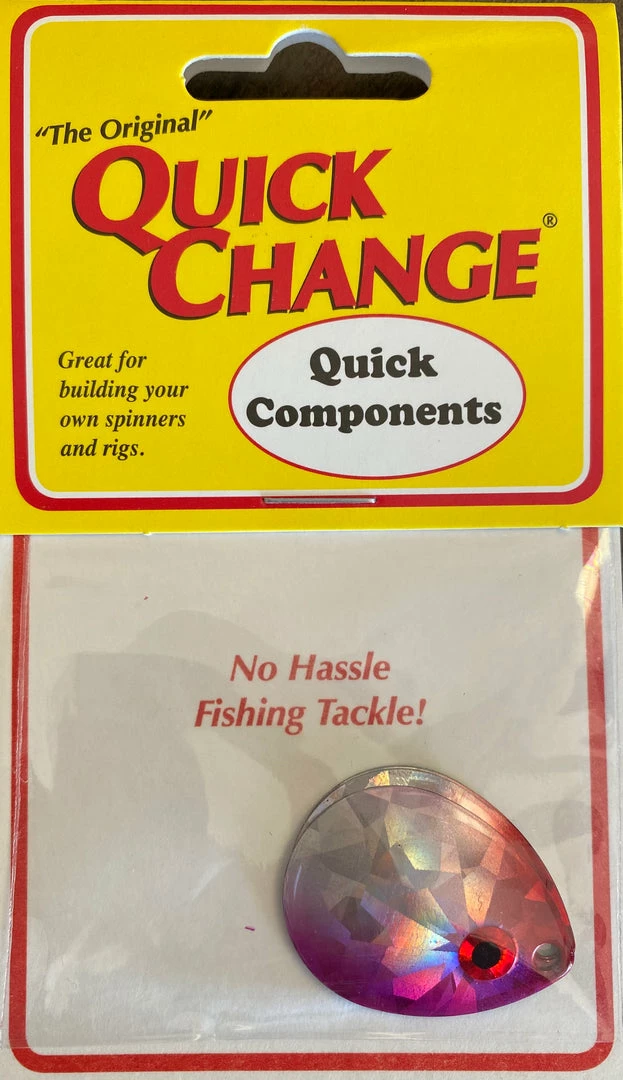 "The Original"
QUICK
CHANGE®
Great for
building your
own spinners
and rigs.
Quick
Components
No Hassle
Fishing Tackle!